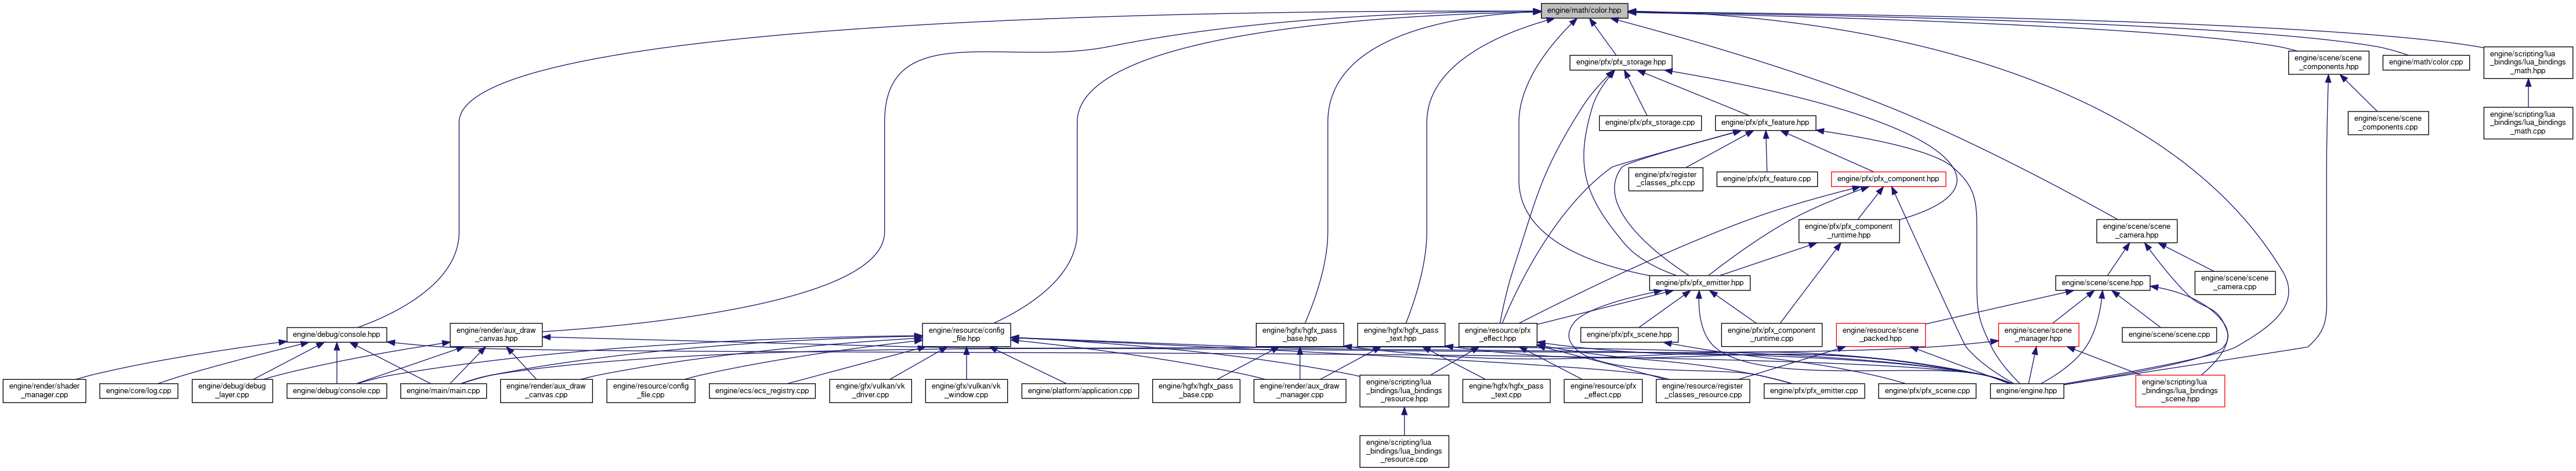 engine/math/color.hpp
engine/pfx/pfx_storage.hpp
engine/scene/scene
_components.hpp
engine/math/color.cpp
engine/scripting/lua
_bindings/lua_bindings
_math.hpp
engine/pfx/pfx_storage.cpp
engine/pfx/pfx_feature.hpp
engine/scene/scene
_components.cpp
engine/scripting/lua
_bindings/lua_bindings
_math.cpp
engine/pfx/register
_classes_pfx.cpp
engine/pfx/pfx_feature.cpp
engine/pfx/pfx_component.hpp
engine/pfx/pfx_component
_runtime.hpp
engine/scene/scene
_camera.hpp
engine/pfx/pfx_emitter.hpp
engine/scene/scene.hpp
engine/scene/scene
_camera.cpp
engine/debug/console.hpp
engine/render/aux_draw
_canvas.hpp
engine/resource/config
_file.hpp
engine/hgfx/hgfx_pass
_base.hpp
engine/hgfx/hgfx_pass
_text.hpp
engine/resource/pfx
_effect.hpp
engine/pfx/pfx_scene.hpp
engine/pfx/pfx_component
_runtime.cpp
engine/resource/scene
_packed.hpp
engine/scene/scene
_manager.hpp
engine/scene/scene.cpp
engine/render/shader
_manager.cpp
engine/core/log.cpp
engine/debug/debug
_layer.cpp
engine/debug/console.cpp
engine/main/main.cpp
engine/render/aux_draw
_canvas.cpp
engine/resource/config
_file.cpp
engine/ecs/ecs_registry.cpp
engine/gfx/vulkan/vk
_driver.cpp
engine/gfx/vulkan/vk
_window.cpp
engine/platform/application.cpp
engine/hgfx/hgfx_pass
_base.cpp
engine/render/aux_draw
_manager.cpp
engine/scripting/lua
_bindings/lua_bindings
_resource.hpp
engine/hgfx/hgfx_pass
_text.cpp
engine/resource/pfx
_effect.cpp
engine/resource/register
_classes_resource.cpp
engine/pfx/pfx_emitter.cpp
engine/pfx/pfx_scene.cpp
engine/engine.hpp
engine/scripting/lua
_bindings/lua_bindings
_scene.hpp
engine/scripting/lua
_bindings/lua_bindings
_resource.cpp